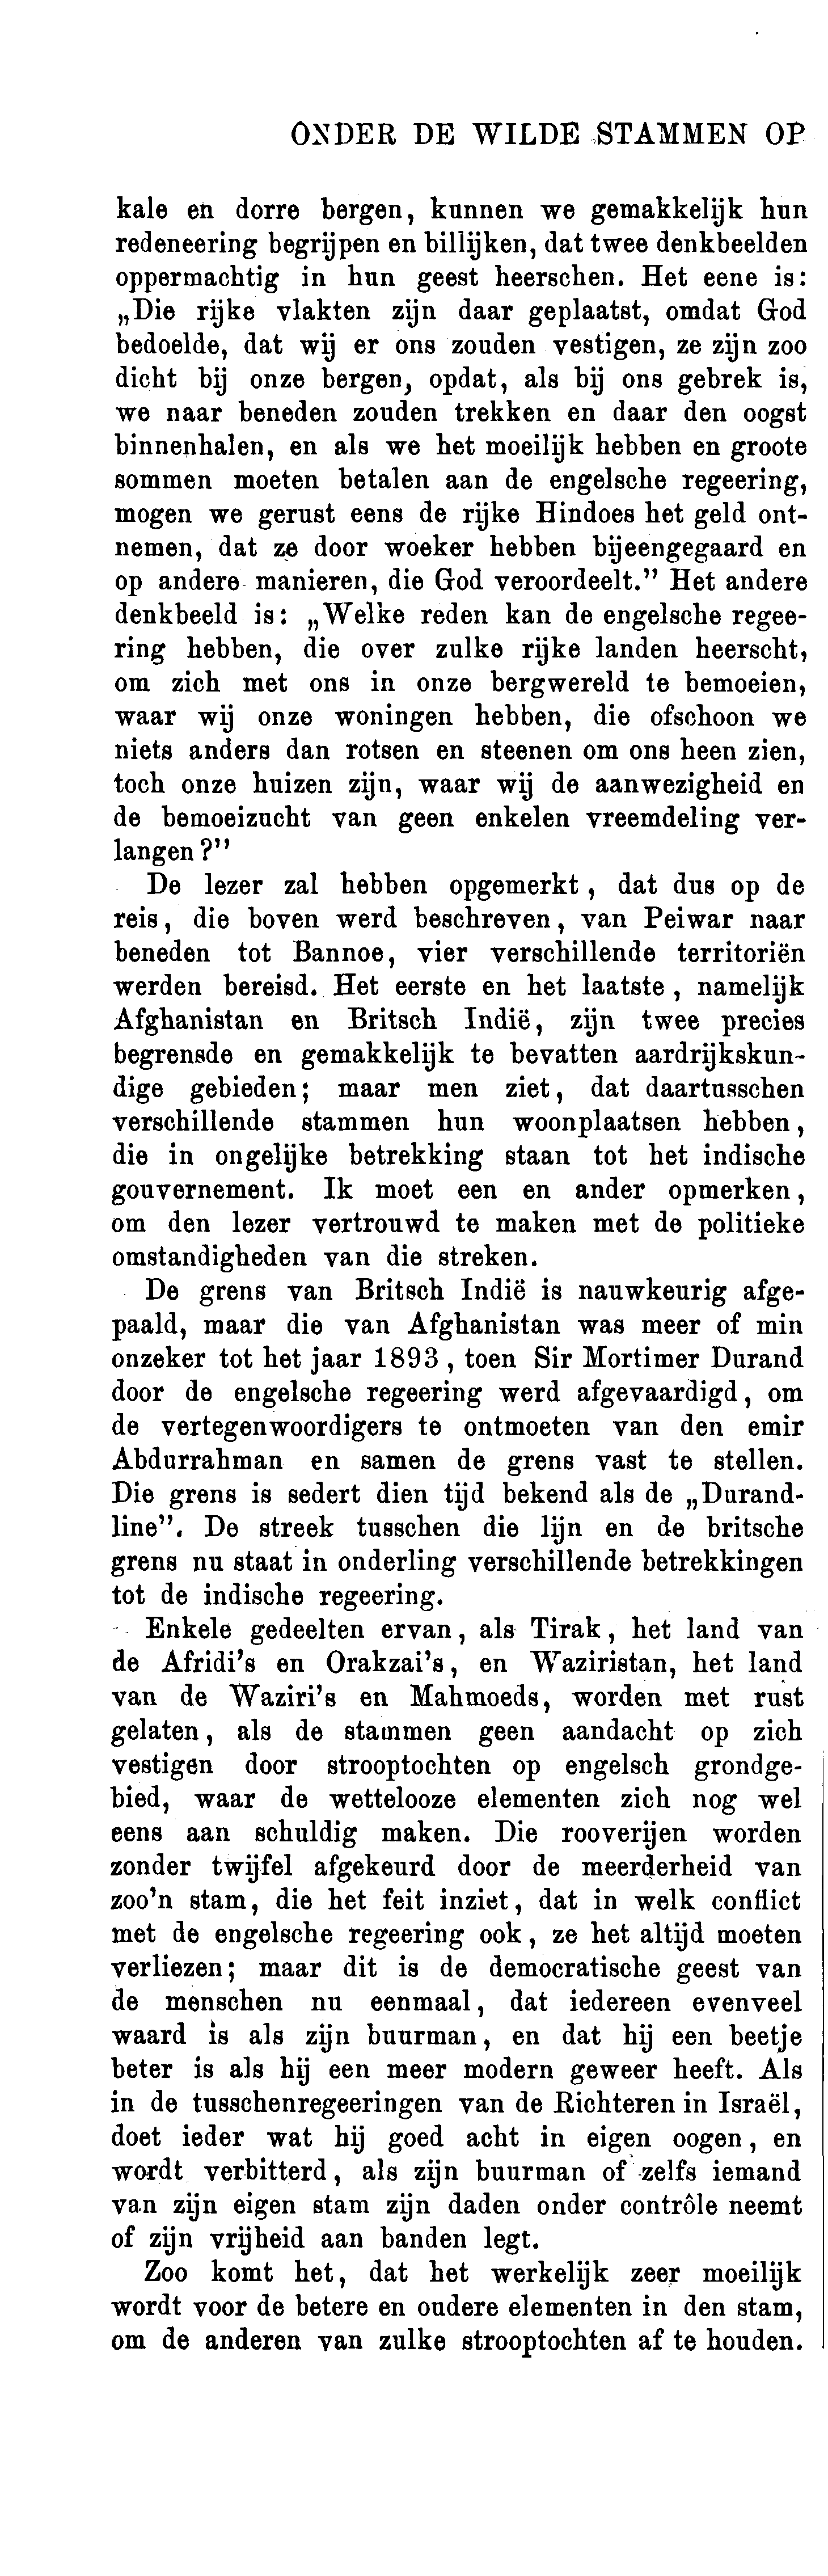 ONDER DE WILDE STAMMEN OP
kale en dorre bergen, kunnen we gemakkelijk hun
redeneering begrijpen en billijken, dat twee denkbeelden
oppermachtig in hun geest heerschen. Het eene is:
„Die rijke vlakten zijn daar geplaatst, omdat God
bedoelde, dat wij er ons zouden vestigen, ze zijn zoo
dicht bij onze bergen, opdat, als bij ons gebrek is,
we naar beneden zouden trekken en daar den oogst
binnenhalen, en als we het moeilijk hebben en groote
sommen moeten betalen aan de engelsche regeering,
mogen we gerust eens de rijke Hindoes het geld ont-
nemen, dat ze door woeker hebben bijeengegaard en
op andere manieren, die God veroordeelt.” Het andere
denkbeeld is: „Welke reden kan de engelsche regee-
ring hebben, die over zulke rijke landen heerscht,
om zich met ons in onze bergwereld te bemoeien,
waar wij onze woningen hebben, die ofschoon we
niets anders dan rotsen en steenen om ons heen zien,
toch onze huizen zijn, waar wij de aanwezigheid en
de bemoeizucht van geen enkelen vreemdeling ver-
langen?”
De lezer zal hebben opgemerkt, dat dus op de
reis, die boven werd beschreven, van Peiwar naar
beneden tot Bannoe, vier verschillende territoriën
werden bereisd. Het eerste en het laatste, namelijk
Afghanistan en Britsch Indië, zijn twee precies
begrensde en gemakkelijk te bevatten aardrijkskun-
dige gebieden; maar men ziet, dat daartusschen
verschillende stammen hun woonplaatsen hebben,
die in ongelijke betrekking staan tot het indische
gouvernement. Ik moet een en ander opmerken,
om den lezer vertrouwd te maken met de politieke
omstandigheden van die streken.
De grens van Britsch Indië is nauwkeurig afge-
paald, maar die van Afghanistan was meer of min
onzeker tot het jaar 1893, toen Sir Mortimer Durand
door de engelsche regeering werd afgevaardigd, om
de vertegenwoordigers te ontmoeten van den emir
Abdurrahman en samen de grens vast te stellen.
Die grens is sedert dien tijd bekend als de „Durand-
line”. De streek tusschen die lijn en de britsche
grens nu staat in onderling verschillende betrekkingen
tot de indische regeering.
Enkele gedeelten ervan, als Tirak, het land van
de Afridi's en Orakzai's, en Waziristan, het land
van de Waziri's en Mahmoeds, worden met rust
gelaten, als de stammen geen aandacht op zich
vestigen door strooptochten op engelsch grondge-
bied, waar de wettelooze elementen zich nog wel
eens aan schuldig maken. Die rooverijen worden
zonder twijfel afgekeurd door de meerderheid van
zoo'n stam, die het feit inziet, dat in welk conflict
met de engelsche regeering ook, ze het altijd moeten
verliezen; maar dit is de democratische geest van
de menschen nu eenmaal, dat iedereen evenveel
waard is als zijn buurman, en dat hij een beetje
beter is als hij een meer modern geweer heeft. Als
in de tusschenregeeringen van de Richteren in Israël,
doet ieder wat hij goed acht in eigen oogen, en
wordt verbitterd, als zijn buurman of zelfs iemand
van zijn eigen stam zijn daden onder contrôle neemt
of zijn vrijheid aan banden legt.
Zoo komt het, dat het werkelijk zeer moeilijk
wordt voor de betere en oudere elementen in den stam,
om de anderen van zulke strooptochten af te houden.